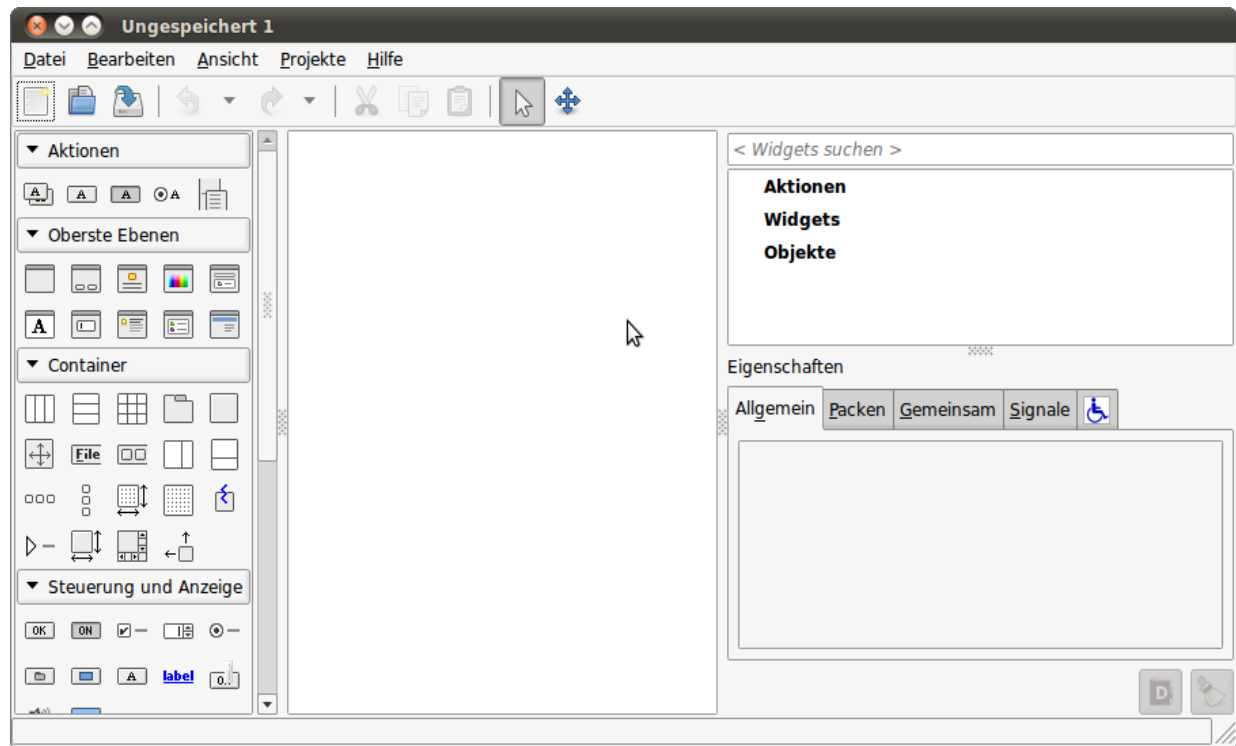 Ungespeichert 1
Datei Bearbeiten Ansicht Projekte Hilfe
Aktionen
A A A A
Oberste Ebenen
A
Container
File
Steuerung und Anzeige
OK ON
A label 0..
< Widgets suchen >
Aktionen
Widgets
Objekte
Eigenschaften
Allgemein Packen Gemeinsam Signale
D